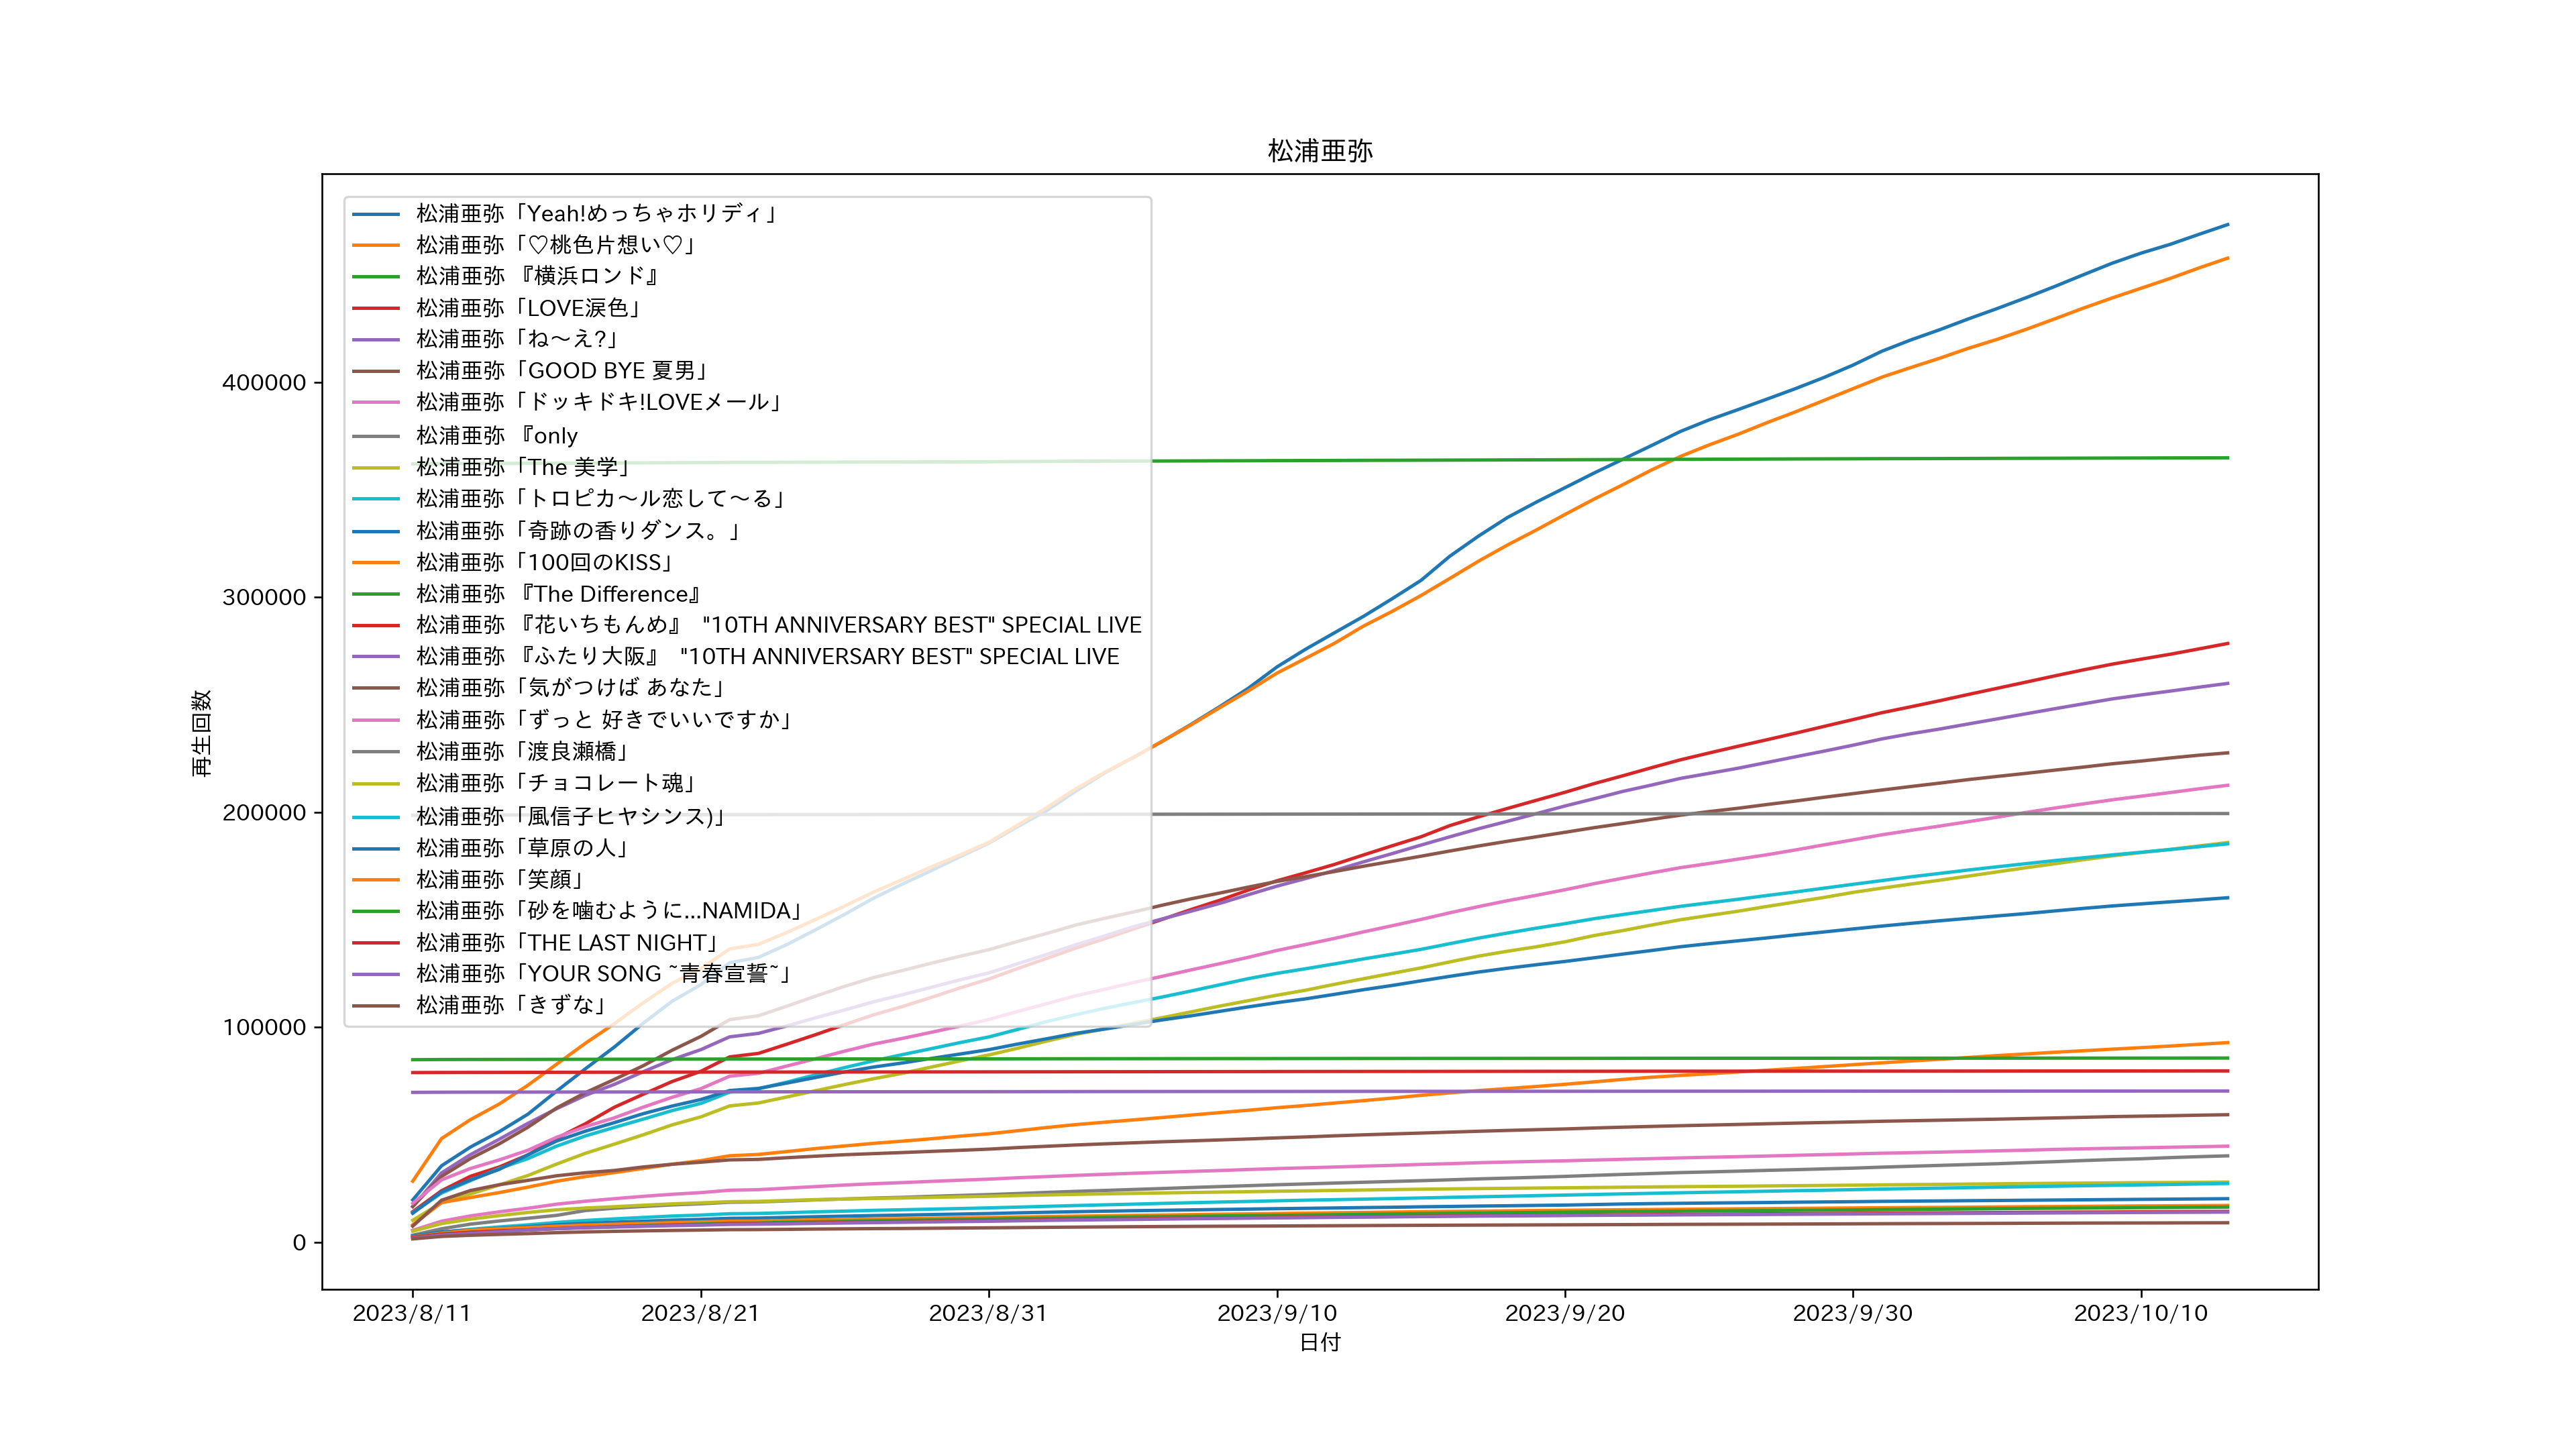 松浦亜弥
松浦亜弥「Yeah!めっちゃホリディ」
松浦亜弥「♡桃色片想い♡」
松浦亜弥 『横浜ロンド』
松浦亜弥「LOVE涙色」
松浦亜弥「ね～え?」
松浦亜弥「GOOD BYE 夏男」
松浦亜弥「ドッキドキ!LOVEメール」
松浦亜弥 『only
松浦亜弥「The 美学」
松浦亜弥「トロピカ～ル恋して～る」
松浦亜弥「奇跡の香りダンス。」
松浦亜弥「100回のKISS」
松浦亜弥 『The Difference』
松浦亜弥 『花いちもんめ』 "10TH ANNIVERSARY BEST" SPECIAL LIVE
松浦亜弥 『ふたり大阪』 "10TH ANNIVERSARY BEST" SPECIAL LIVE
松浦亜弥「気がつけば あなた」
松浦亜弥「ずっと 好きでいいですか」
松浦亜弥「渡良瀬橋」
松浦亜弥「チョコレート魂」
松浦亜弥「風信子ヒヤシンス)」
松浦亜弥「草原の人」
松浦亜弥「笑顔」
松浦亜弥「砂を噛むように…NAMIDA」
松浦亜弥「THE LAST NIGHT」
松浦亜弥「YOUR SONG ~青春宣誓~」
松浦亜弥「きずな」
再生回数
400000
300000
200000
100000
0
2023/8/11 2023/8/21 2023/8/31 2023/9/10 2023/9/20 2023/9/30 2023/10/10
日付